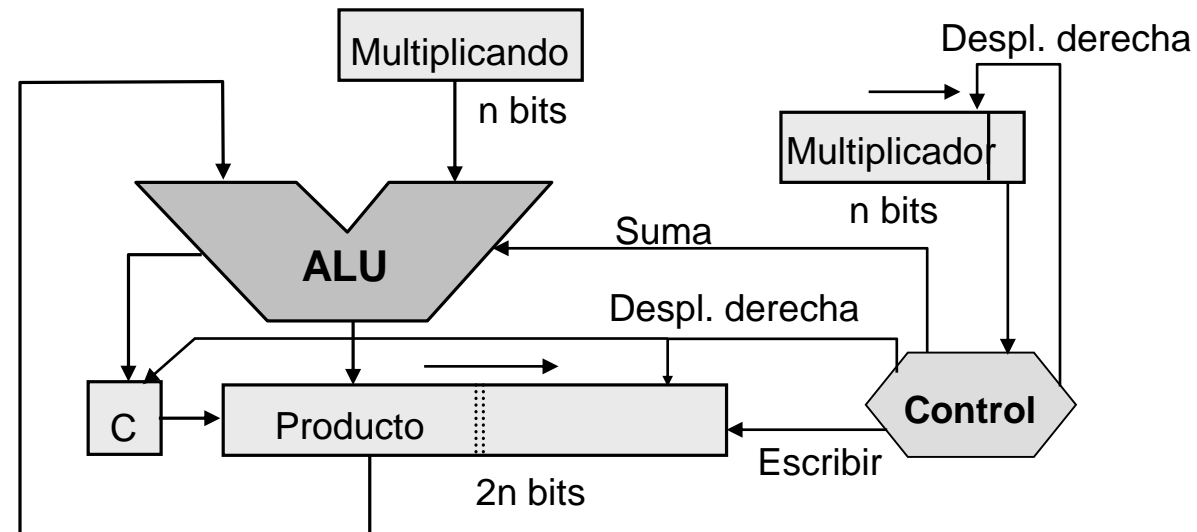 Despl. derecha
Multiplicando
n bits
Multiplicador
n bits
Suma
ALU
Despl. derecha
C
Producto
Control
Escribir
2n bits